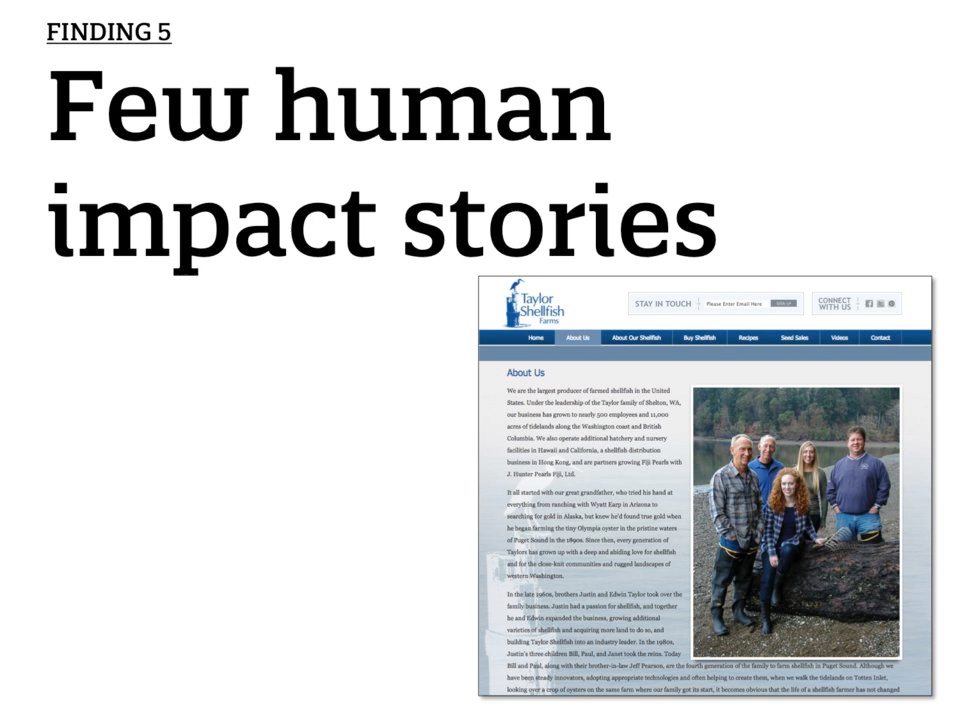 FINDING 5
Few human
impact stories
Taylor
Shellfish
Farms
STAY IN TOUCH
Please Enter Email Here
SIGN UP
CONNECT
WITH US
Home About Us About Our Shellfish Buy Shellfish Recipes Seed Sales Videos Contact
About Us
We are the largest producer of farmed shellfish in the United
States. Under the leadership of the Taylor family of Shelton, WA,
our business has grown to nearly 500 employees and 11,000
acres of tidelands along the Washington coast and British
Columbia. We also operate additional hatchery and nursery
facilities in Hawaii and California, a shellfish distribution
business in Hong Kong, and are partners growing Fiji Pearls with
J. Hunter Pearls Fiji, Ltd.
It all started with our great grandfather, who tried his hand at
everything from ranching with Wyatt Earp in Arizona to
searching for gold in Alaska, but knew he'd found true gold when
he began farming the tiny Olympia oyster in the pristine waters
of Puget Sound in the 1890s. Since then, every generation of
Taylors has grown up with a deep and abiding love for shellfish
and for the close-knit communities and rugged landscapes of
western Washington.
In the late 1960s, brothers Justin and Edwin Taylor took over the
family business. Justin had a passion for shellfish, and together
he and Edwin expanded the business, growing additional
varieties of shellfish and acquiring more land to do so, and
building Taylor Shellfish into an industry leader. In the 1980s,
Justin's three children Bill, Paul, and Janet took the reins. Today
Bill and Paul, along with their brother-in-law Jeff Pearson, are the fourth generation of the family to farm shellfish in Puget Sound. Although we
have been steady innovators, adopting appropriate technologies and often helping to create them, when we walk the tidelands on Totten Inlet,
looking over a crop of oysters on the same farm where our family got its start, it becomes obvious that the life of a shellfish farmer has not changed